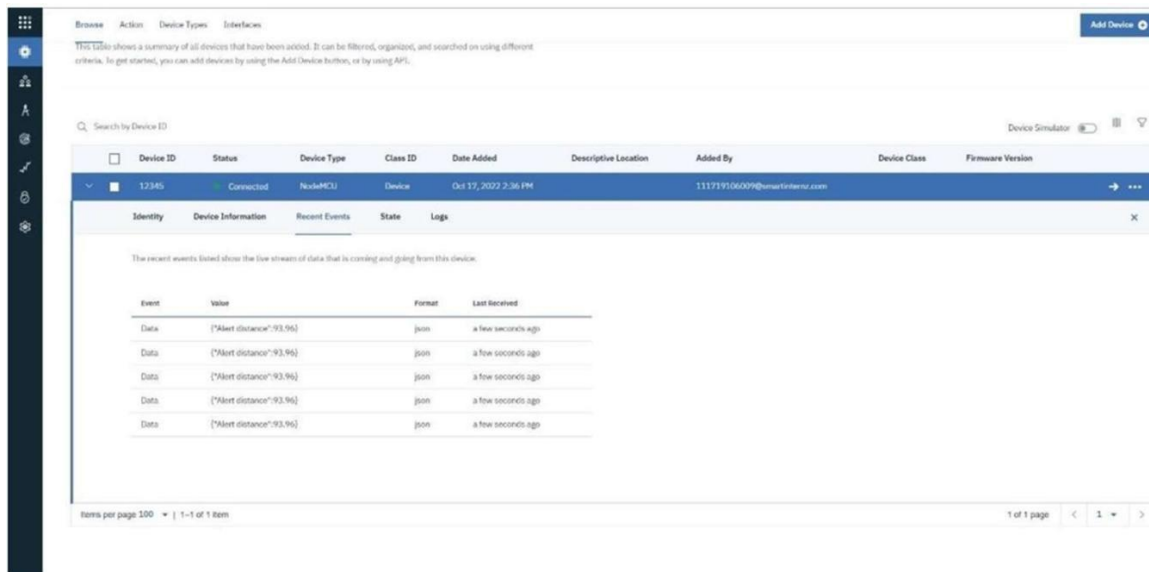 Browse Action Device Types Interfaces
Add Device
This table shows a summary of all devices that have been added. It can be filtered, organized, and searched on using different
criteria. To get started, you can add devices by using the Add Device button, or by using API.
Search by Device ID
Device Simulator
Device ID Status Device Type Class ID Date Added Descriptive Location Added By Device Class Firmware Version
12345 Connected NodeMCU Device Oct 17, 2022 2:36 PM 111719106009@smartinternz.com
Identity Device Information Recent Events State Logs
The recent events listed show the live stream of data that is coming and going from this device.
Event Value Format Last Received
Data {"Alert distance":93.96} json a few seconds ago
Data {"Alert distance":93.96} json a few seconds ago
Data {"Alert distance":93.96} json a few seconds ago
Data {"Alert distance":93.96} json a few seconds ago
Data {"Alert distance":93.96} json a few seconds ago
Items per page 100 | 1–1 of 1 item
1 of 1 page < 1 >